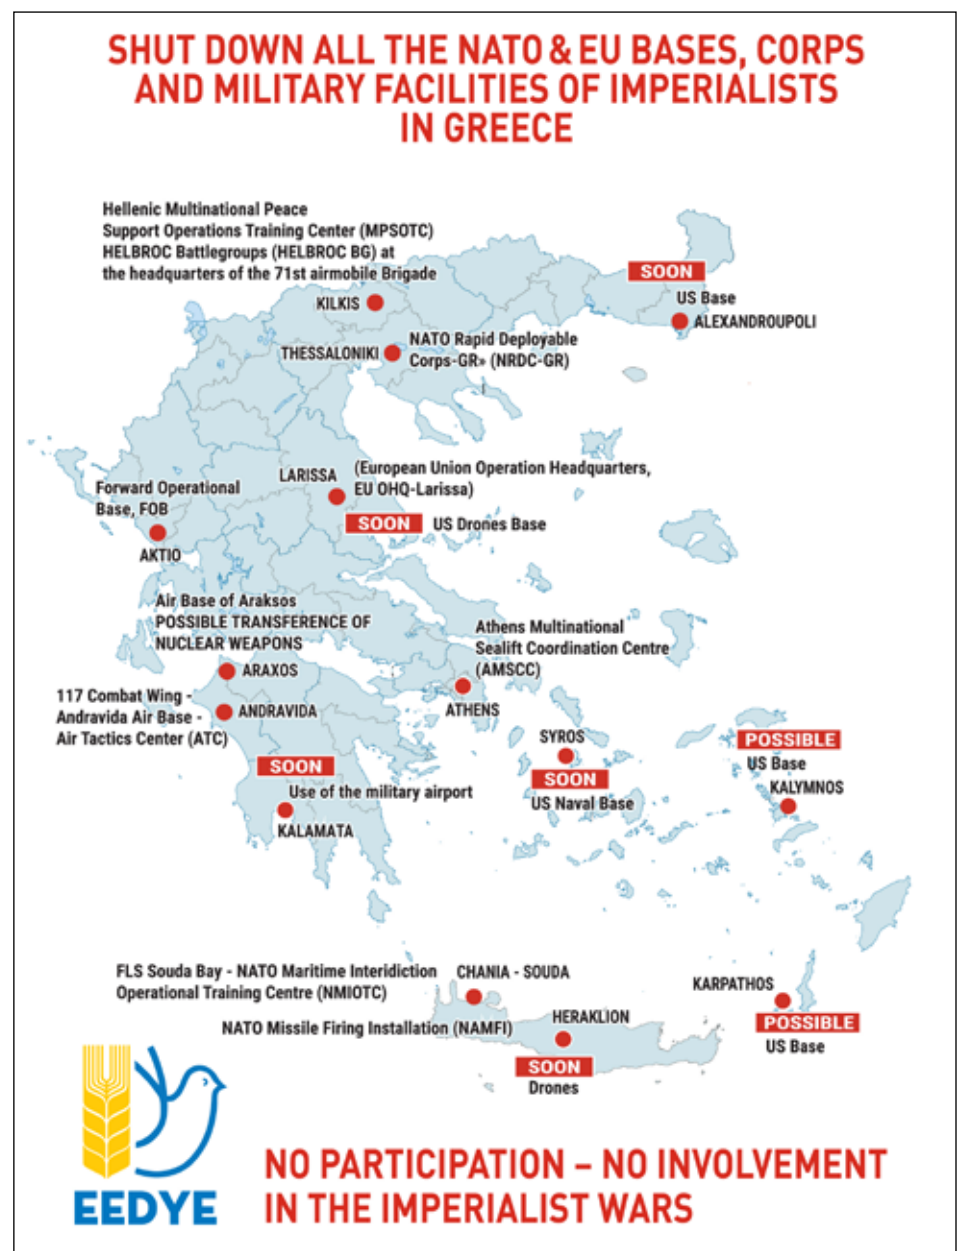 SHUT DOWN ALL THE NATO & EU BASES, CORPS
AND MILITARY FACILITIES OF IMPERIALISTS
IN GREECE
Hellenic Multinational Peace
Support Operations Training Center (MPSOTC)
HELBROC Battlegroups (HELBROC BG) at
the headquarters of the 71st airmobile Brigade
KILKIS
SOON
US Base
ALEXANDROUPOLI
THESSALONIKI
NATO Rapid Deployable
Corps-GR» (NRDC-GR)
LARISSA
(European Union Operation Headquarters,
EU OHQ-Larissa)
SOON
US Drones Base
Forward Operational
Base, FOB
AKTIO
Air Base of Araksos
POSSIBLE TRANSFERENCE OF
NUCLEAR WEAPONS
ARAXOS
Athens Multinational
Sealift Coordination Centre
(AMSCC)
ATHENS
117 Combat Wing -
Andravida Air Base -
Air Tactics Center (ATC)
ANDRAVIDA
SOON
Use of the military airport
KALAMATA
SYROS
SOON
US Naval Base
POSSIBLE
US Base
KALYMNOS
FLS Souda Bay - NATO Maritime Interidiction
Operational Training Centre (NMIOTC)
CHANIA - SOUDA
NATO Missile Firing Installation (NAMFI)
HERAKLION
SOON
Drones
KARPATHOS
POSSIBLE
US Base
EEDYE
NO PARTICIPATION – NO INVOLVEMENT
IN THE IMPERIALIST WARS